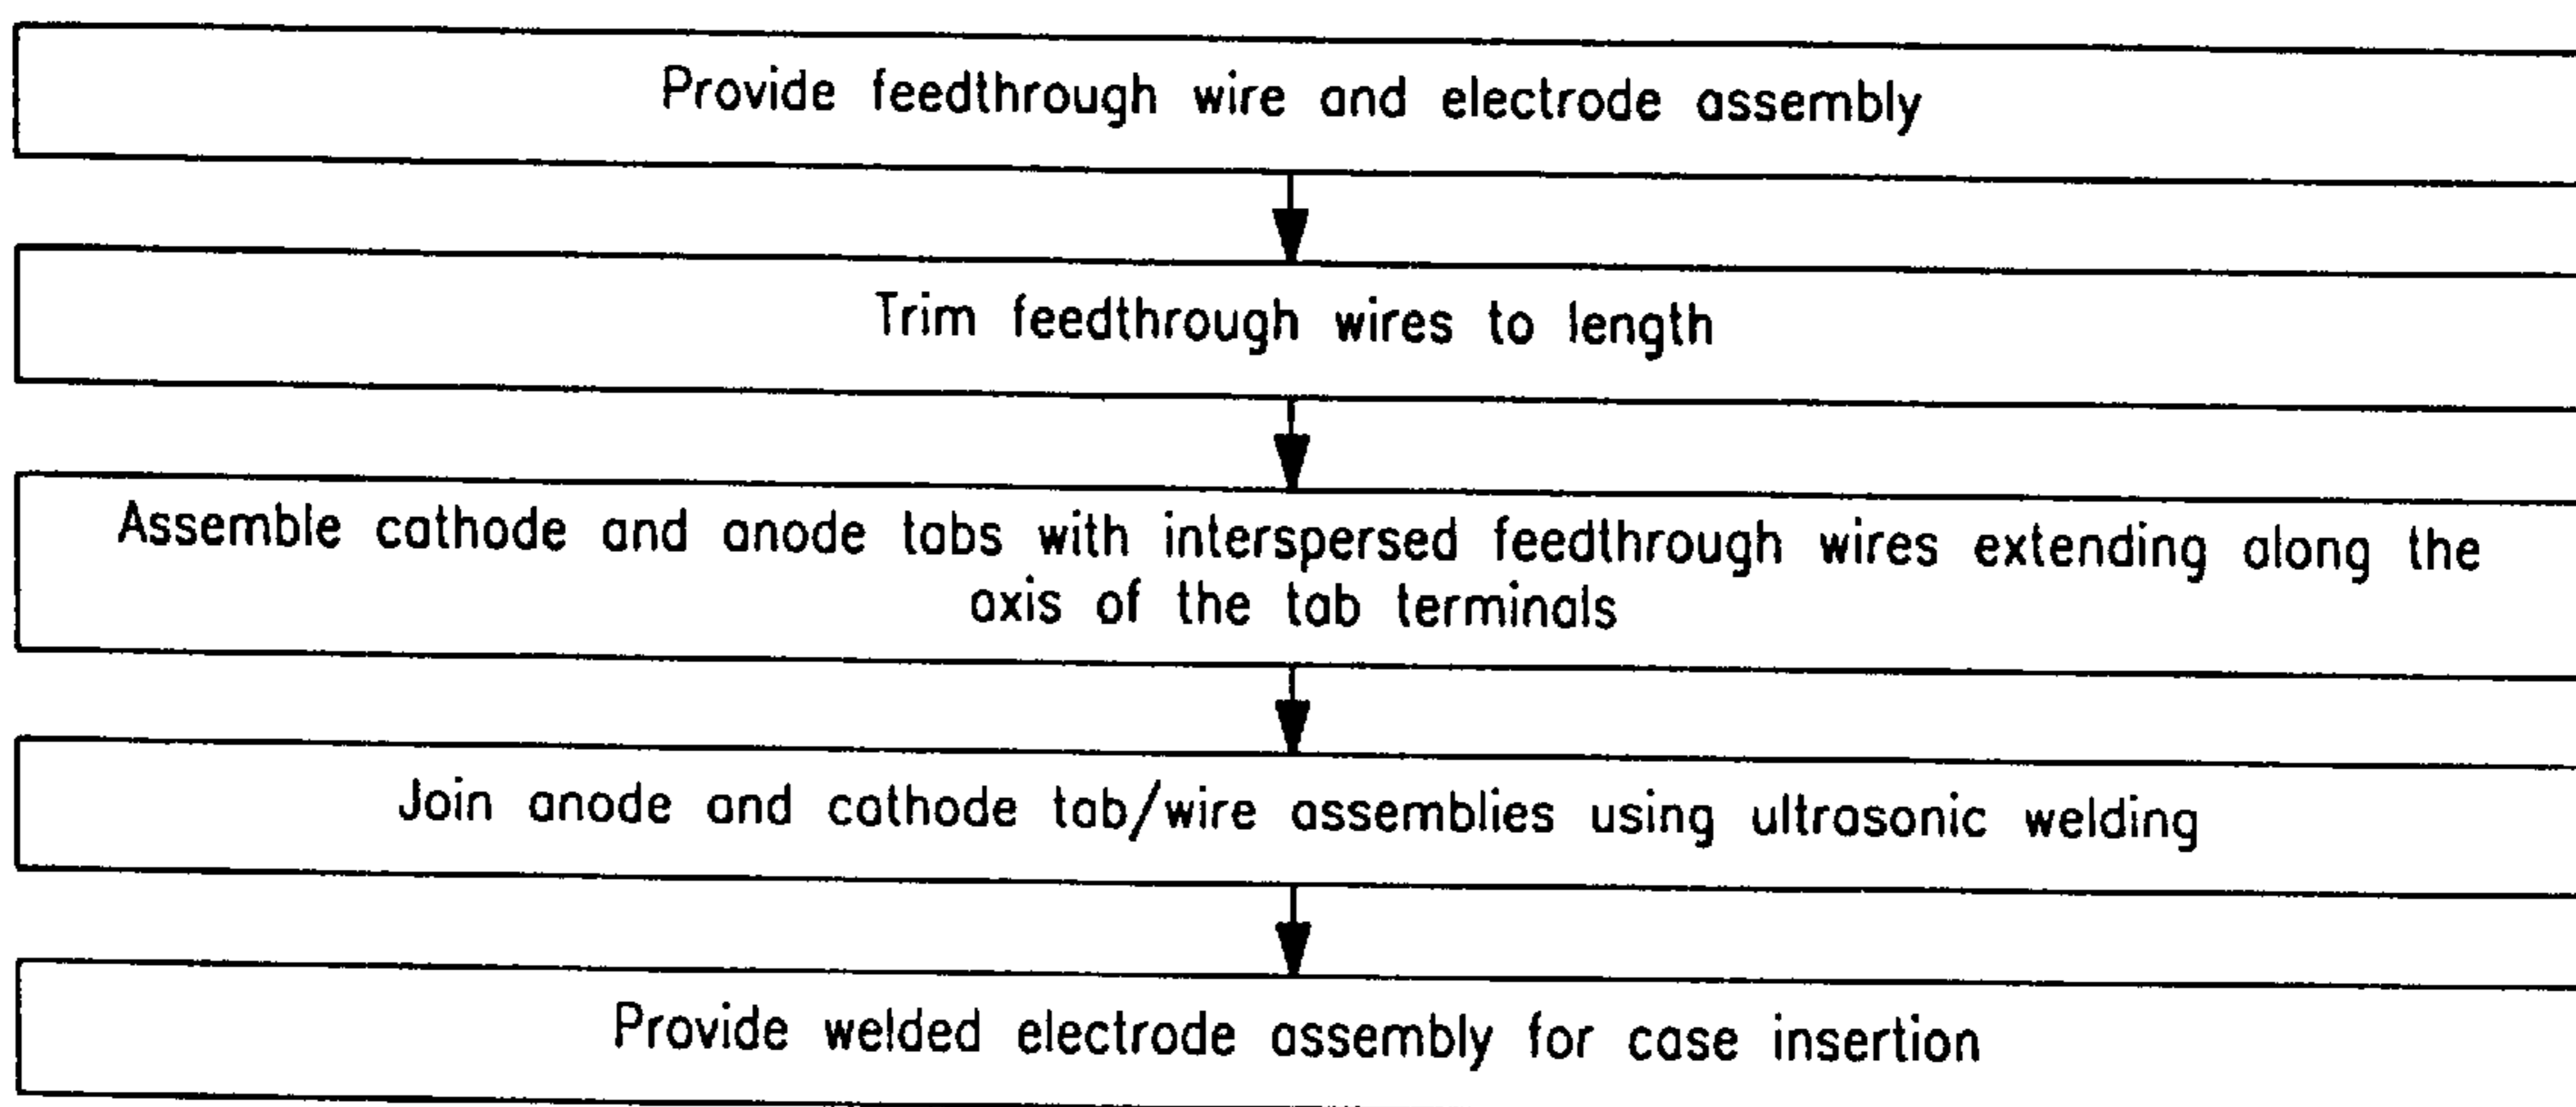 Provide feedthrough wire and electrode assembly
Trim feedthrough wires to length
Assemble cathode and anode tabs with interspersed feedthrough wires extending along the
axis of the tab terminals
Join anode and cathode tab/wire assemblies using ultrasonic welding
Provide welded electrode assembly for case insertion